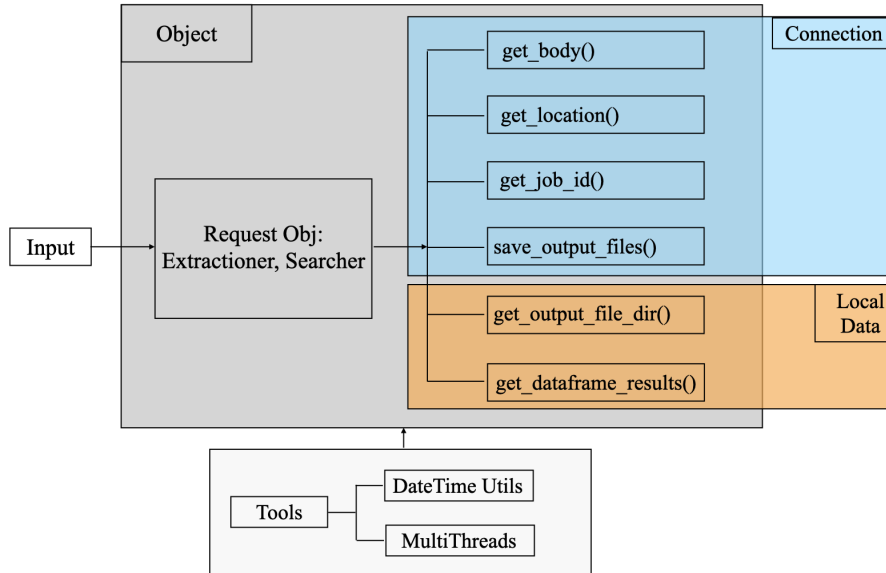 Object
Connection
get_body()
get_location()
get_job_id()
Input
Request Obj:
Extractioner, Searcher
save_output_files()
get_output_file_dir()
Local
Data
get_dataframe_results()
Tools
DateTime Utils
MultiThreads